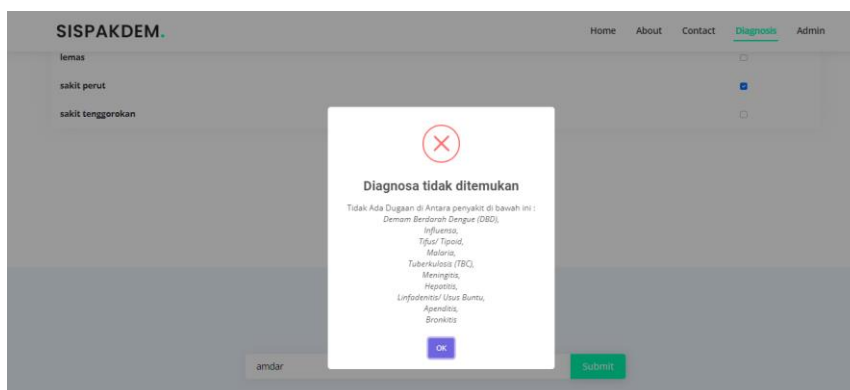 SISPAKDEM.
Home About Contact Diagnosis Admin
lemas
sakit perut
sakit tenggorokan
Diagnosa tidak ditemukan
Tidak Ada Dugaan di Antara penyakit di bawah ini :
Demam Berdarah Dengue (DBD),
Influensa,
Tifus/ Tipoid,
Malaria,
Tuberkulosis (TBC),
Meningitis,
Hepatitis,
Linfadenitis/ Usus Buntu,
Apenditis,
Bronkitis
OK
amdar
Submit